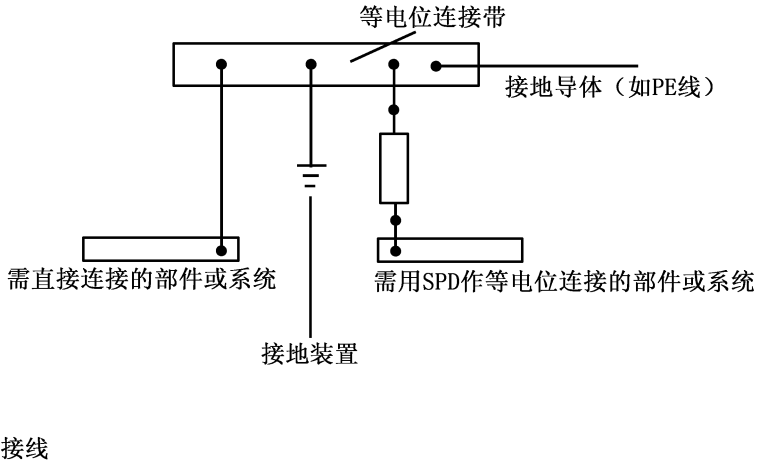 等电位连接带
接地导体（如PE线）
需直接连接的部件或系统
需用SPD作等电位连接的部件或系统
接地装置
接线